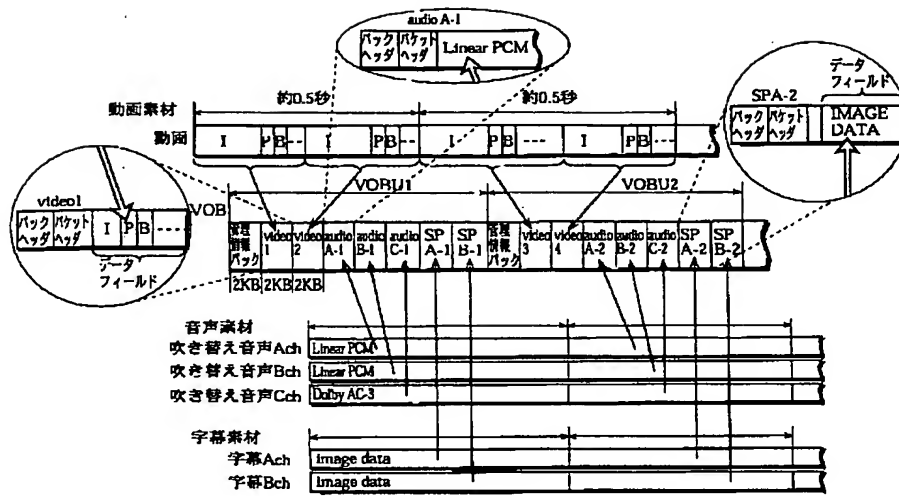 audio A-1
パック ヘッダ
パケット ヘッダ
Linear PCM
約0.5秒
約0.5秒
動画素材
動画
I
P
B
---
I
P
B
---
I
P
B
---
I
P
B
---
SPA-2
データ
フィールド
パック ヘッダ
パケット ヘッダ
IMAGE
DATA
VOBU1
VOBU2
video1
パック ヘッダ
パケット ヘッダ
I
P
B
----
データ
フィールド
VOB
管理
情報
パック
video
1
video
2
audio
A-1
audio
B-1
audio
C-1
SP
A-1
SP
B-1
管理
情報
パック
video
3
video
4
audio
A-2
audio
B-2
audio
C-2
SP
A-2
SP
B-2
2KB
2KB
2KB
音声素材
吹き替え音声Ach
Linear PCM
吹き替え音声Bch
Linear PCM
吹き替え音声Cch
Dolby AC-3
字幕素材
字幕Ach
image data
字幕Bch
image data